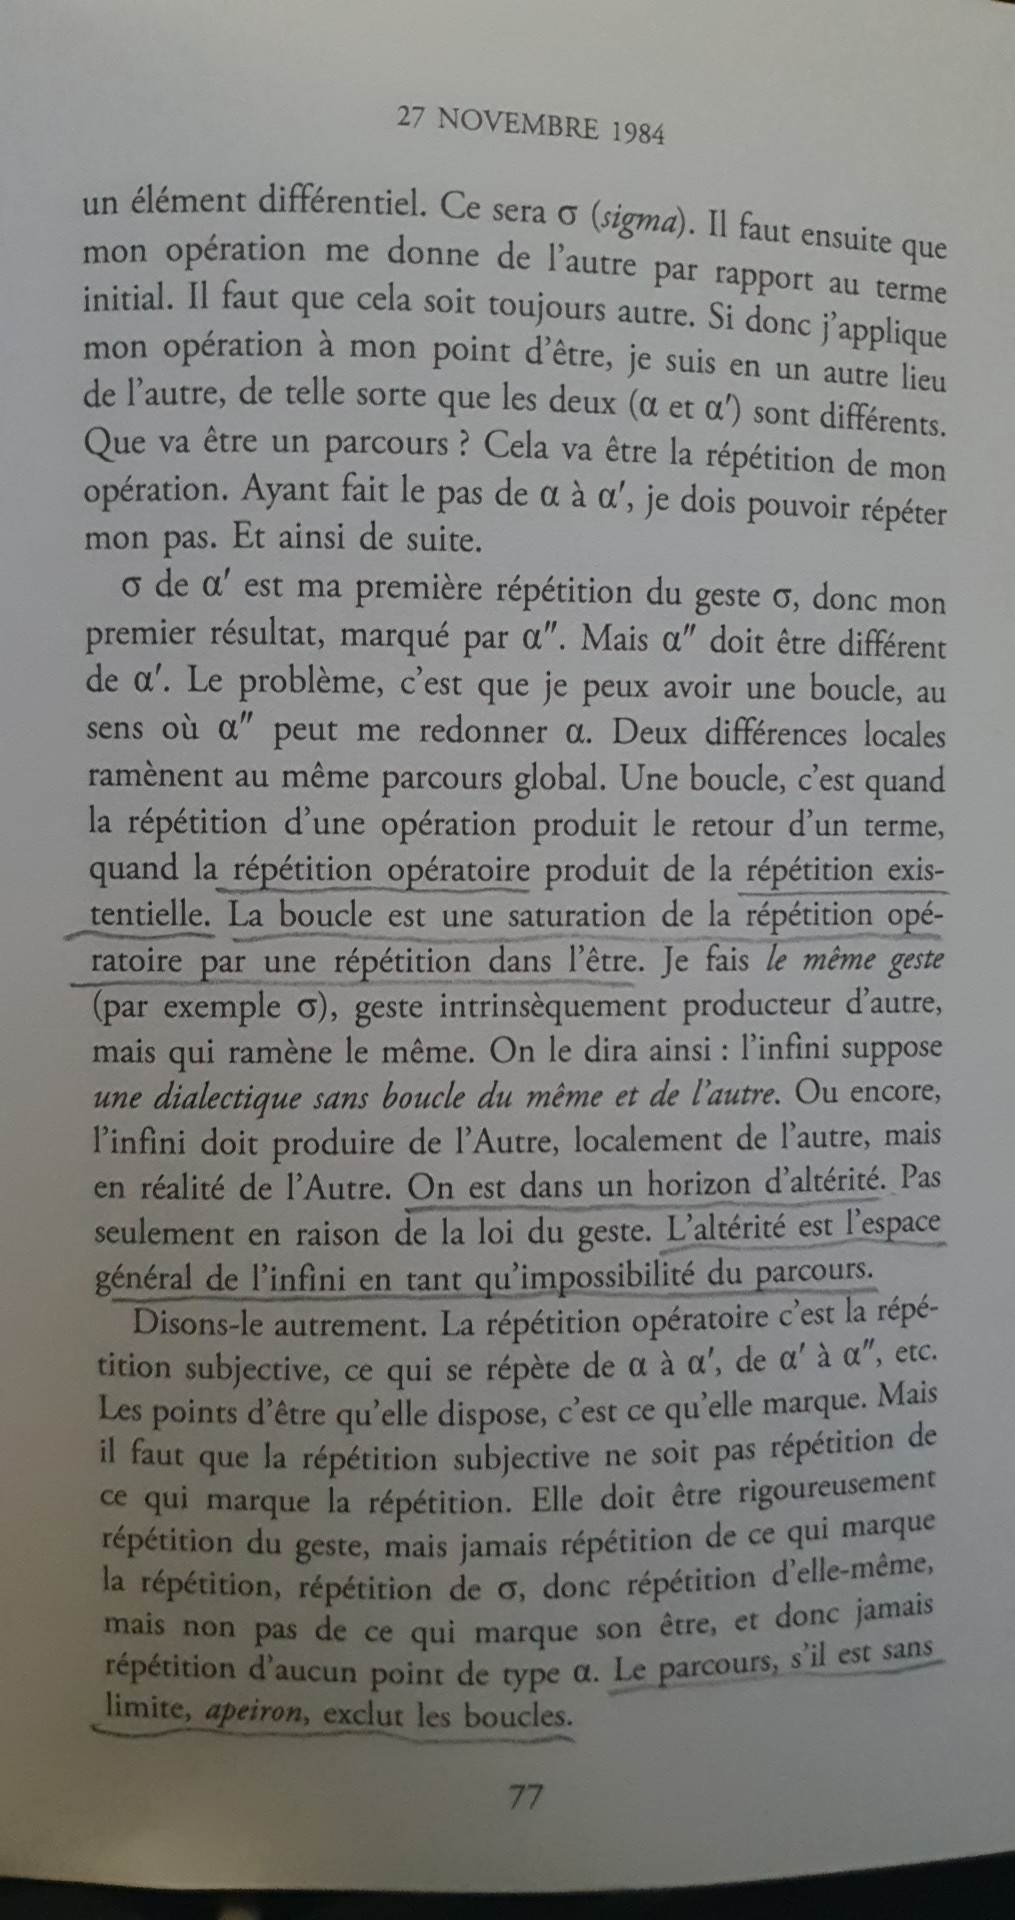 27 NOVEMBRE 1984
un élément différentiel. Ce sera σ (sigma). Il faut ensuite que
mon opération me donne de l'autre par rapport au terme
initial. Il faut que cela soit toujours autre. Si donc j'applique
mon opération à mon point d'être, je suis en un autre lieu
de l'autre, de telle sorte que les deux (α et α′) sont différents.
Que va être un parcours ? Cela va être la répétition de mon
opération. Ayant fait le pas de α à α′, je dois pouvoir répéter
mon pas. Et ainsi de suite.
σ de α′ est ma première répétition du geste σ, donc mon
premier résultat, marqué par α″. Mais α″ doit être différent
de α′. Le problème, c'est que je peux avoir une boucle, au
sens où α″ peut me redonner α. Deux différences locales
ramènent au même parcours global. Une boucle, c'est quand
la répétition d'une opération produit le retour d'un terme,
quand la répétition opératoire produit de la répétition exis-
tentielle. La boucle est une saturation de la répétition opé-
ratoire par une répétition dans l'être. Je fais le même geste
(par exemple σ), geste intrinsèquement producteur d'autre,
mais qui ramène le même. On le dira ainsi : l'infini suppose
une dialectique sans boucle du même et de l'autre. Ou encore,
l'infini doit produire de l'Autre, localement de l'autre, mais
en réalité de l'Autre. On est dans un horizon d'altérité. Pas
seulement en raison de la loi du geste. L'altérité est l'espace
général de l'infini en tant qu'impossibilité du parcours.
Disons-le autrement. La répétition opératoire c'est la répé-
tition subjective, ce qui se répète de α à α′, de α′ à α″, etc.
Les points d'être qu'elle dispose, c'est ce qu'elle marque. Mais
il faut que la répétition subjective ne soit pas répétition de
ce qui marque la répétition. Elle doit être rigoureusement
répétition du geste, mais jamais répétition de ce qui marque
la répétition, répétition de σ, donc répétition d'elle-même,
mais non pas de ce qui marque son être, et donc jamais
répétition d'aucun point de type α. Le parcours, s'il est sans
limite, apeiron, exclut les boucles.
77